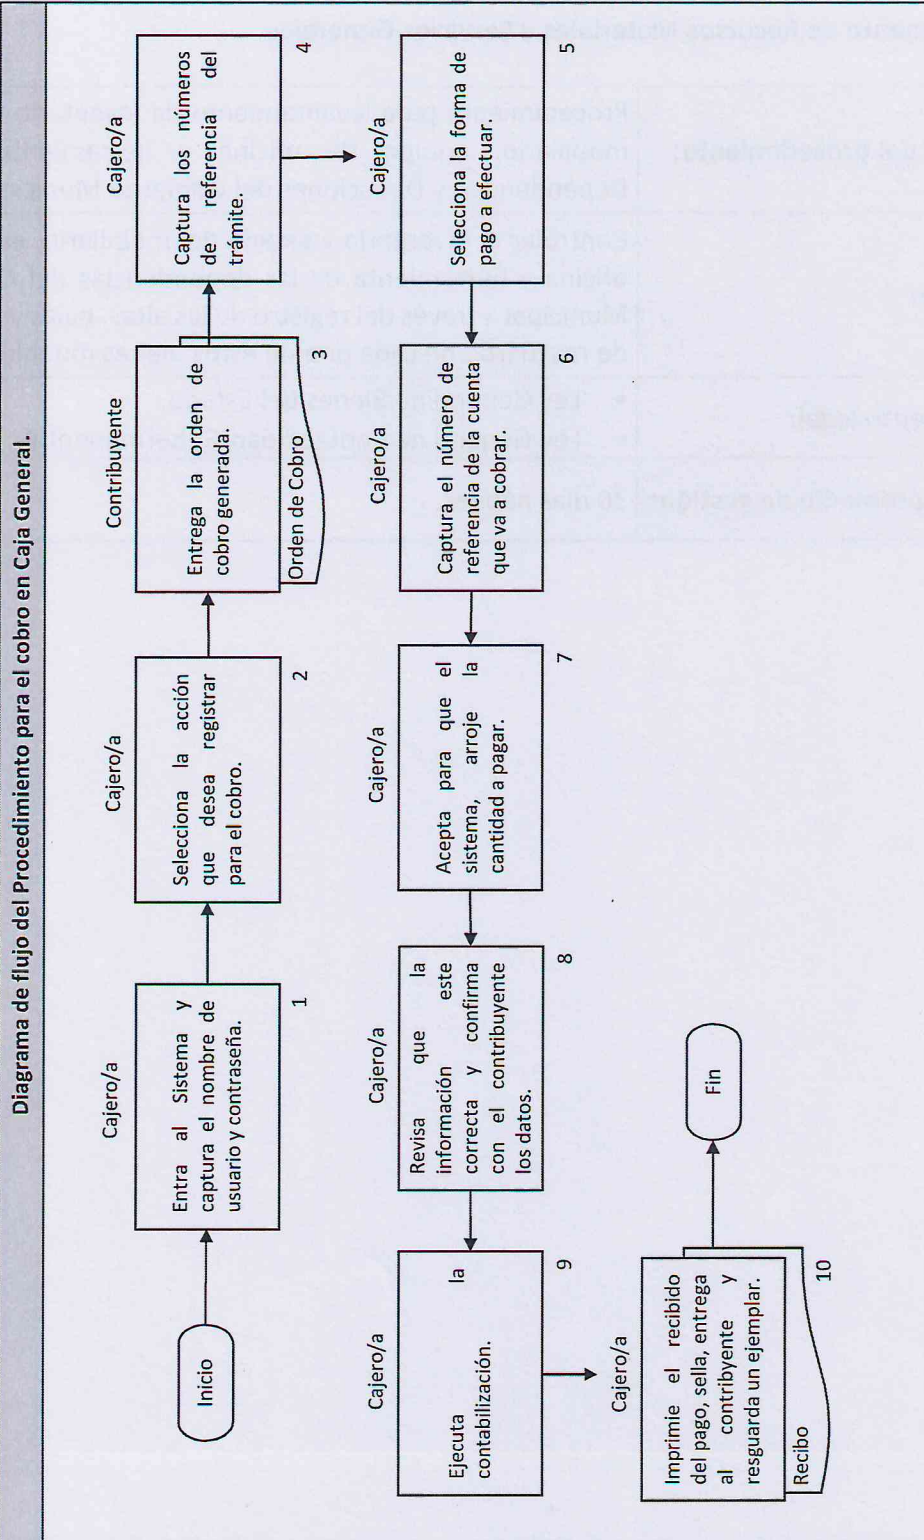 Diagrama de flujo del Procedimiento para el cobro en Caja General.
Inicio
Cajero/a
Entra al Sistema y
captura el nombre de
usuario y contraseña.
1
Cajero/a
Selecciona la acción
que desea registrar
para el cobro.
2
Contribuyente
Entrega la orden de
cobro generada.
Orden de Cobro
3
Cajero/a
Captura los números
de referencia del
trámite.
4
Cajero/a
Selecciona la forma de
pago a efectuar.
5
Cajero/a
Captura el número de
referencia de la cuenta
que va a cobrar.
6
Cajero/a
Acepta para que el
sistema, arroje la
cantidad a pagar.
7
Cajero/a
Revisa que la
información este
correcta y confirma
con el contribuyente
los datos.
8
Cajero/a
Ejecuta la
contabilización.
9
Cajero/a
Imprimie el recibido
del pago, sella, entrega
al contribyente y
resguarda un ejemplar.
Recibo
10
Fin